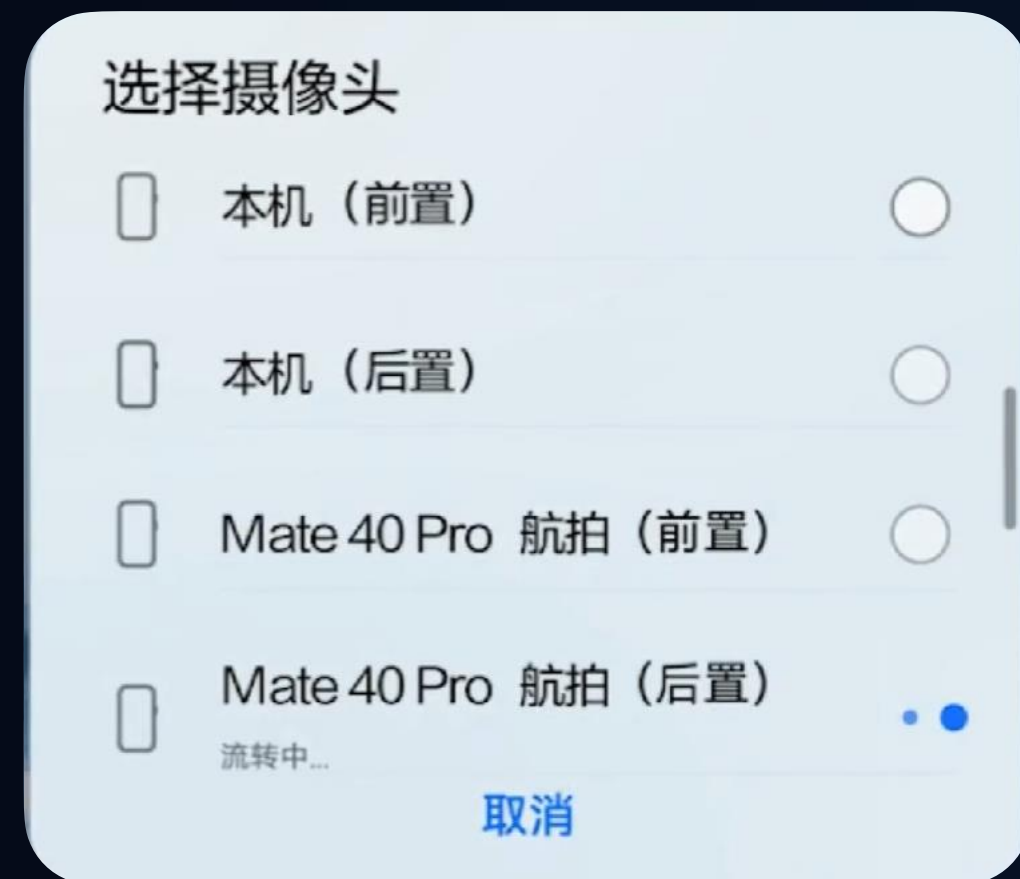 选择摄像头
本机（前置）
本机（后置）
Mate 40 Pro 航拍（前置）
Mate 40 Pro 航拍（后置）
流转中...
取消